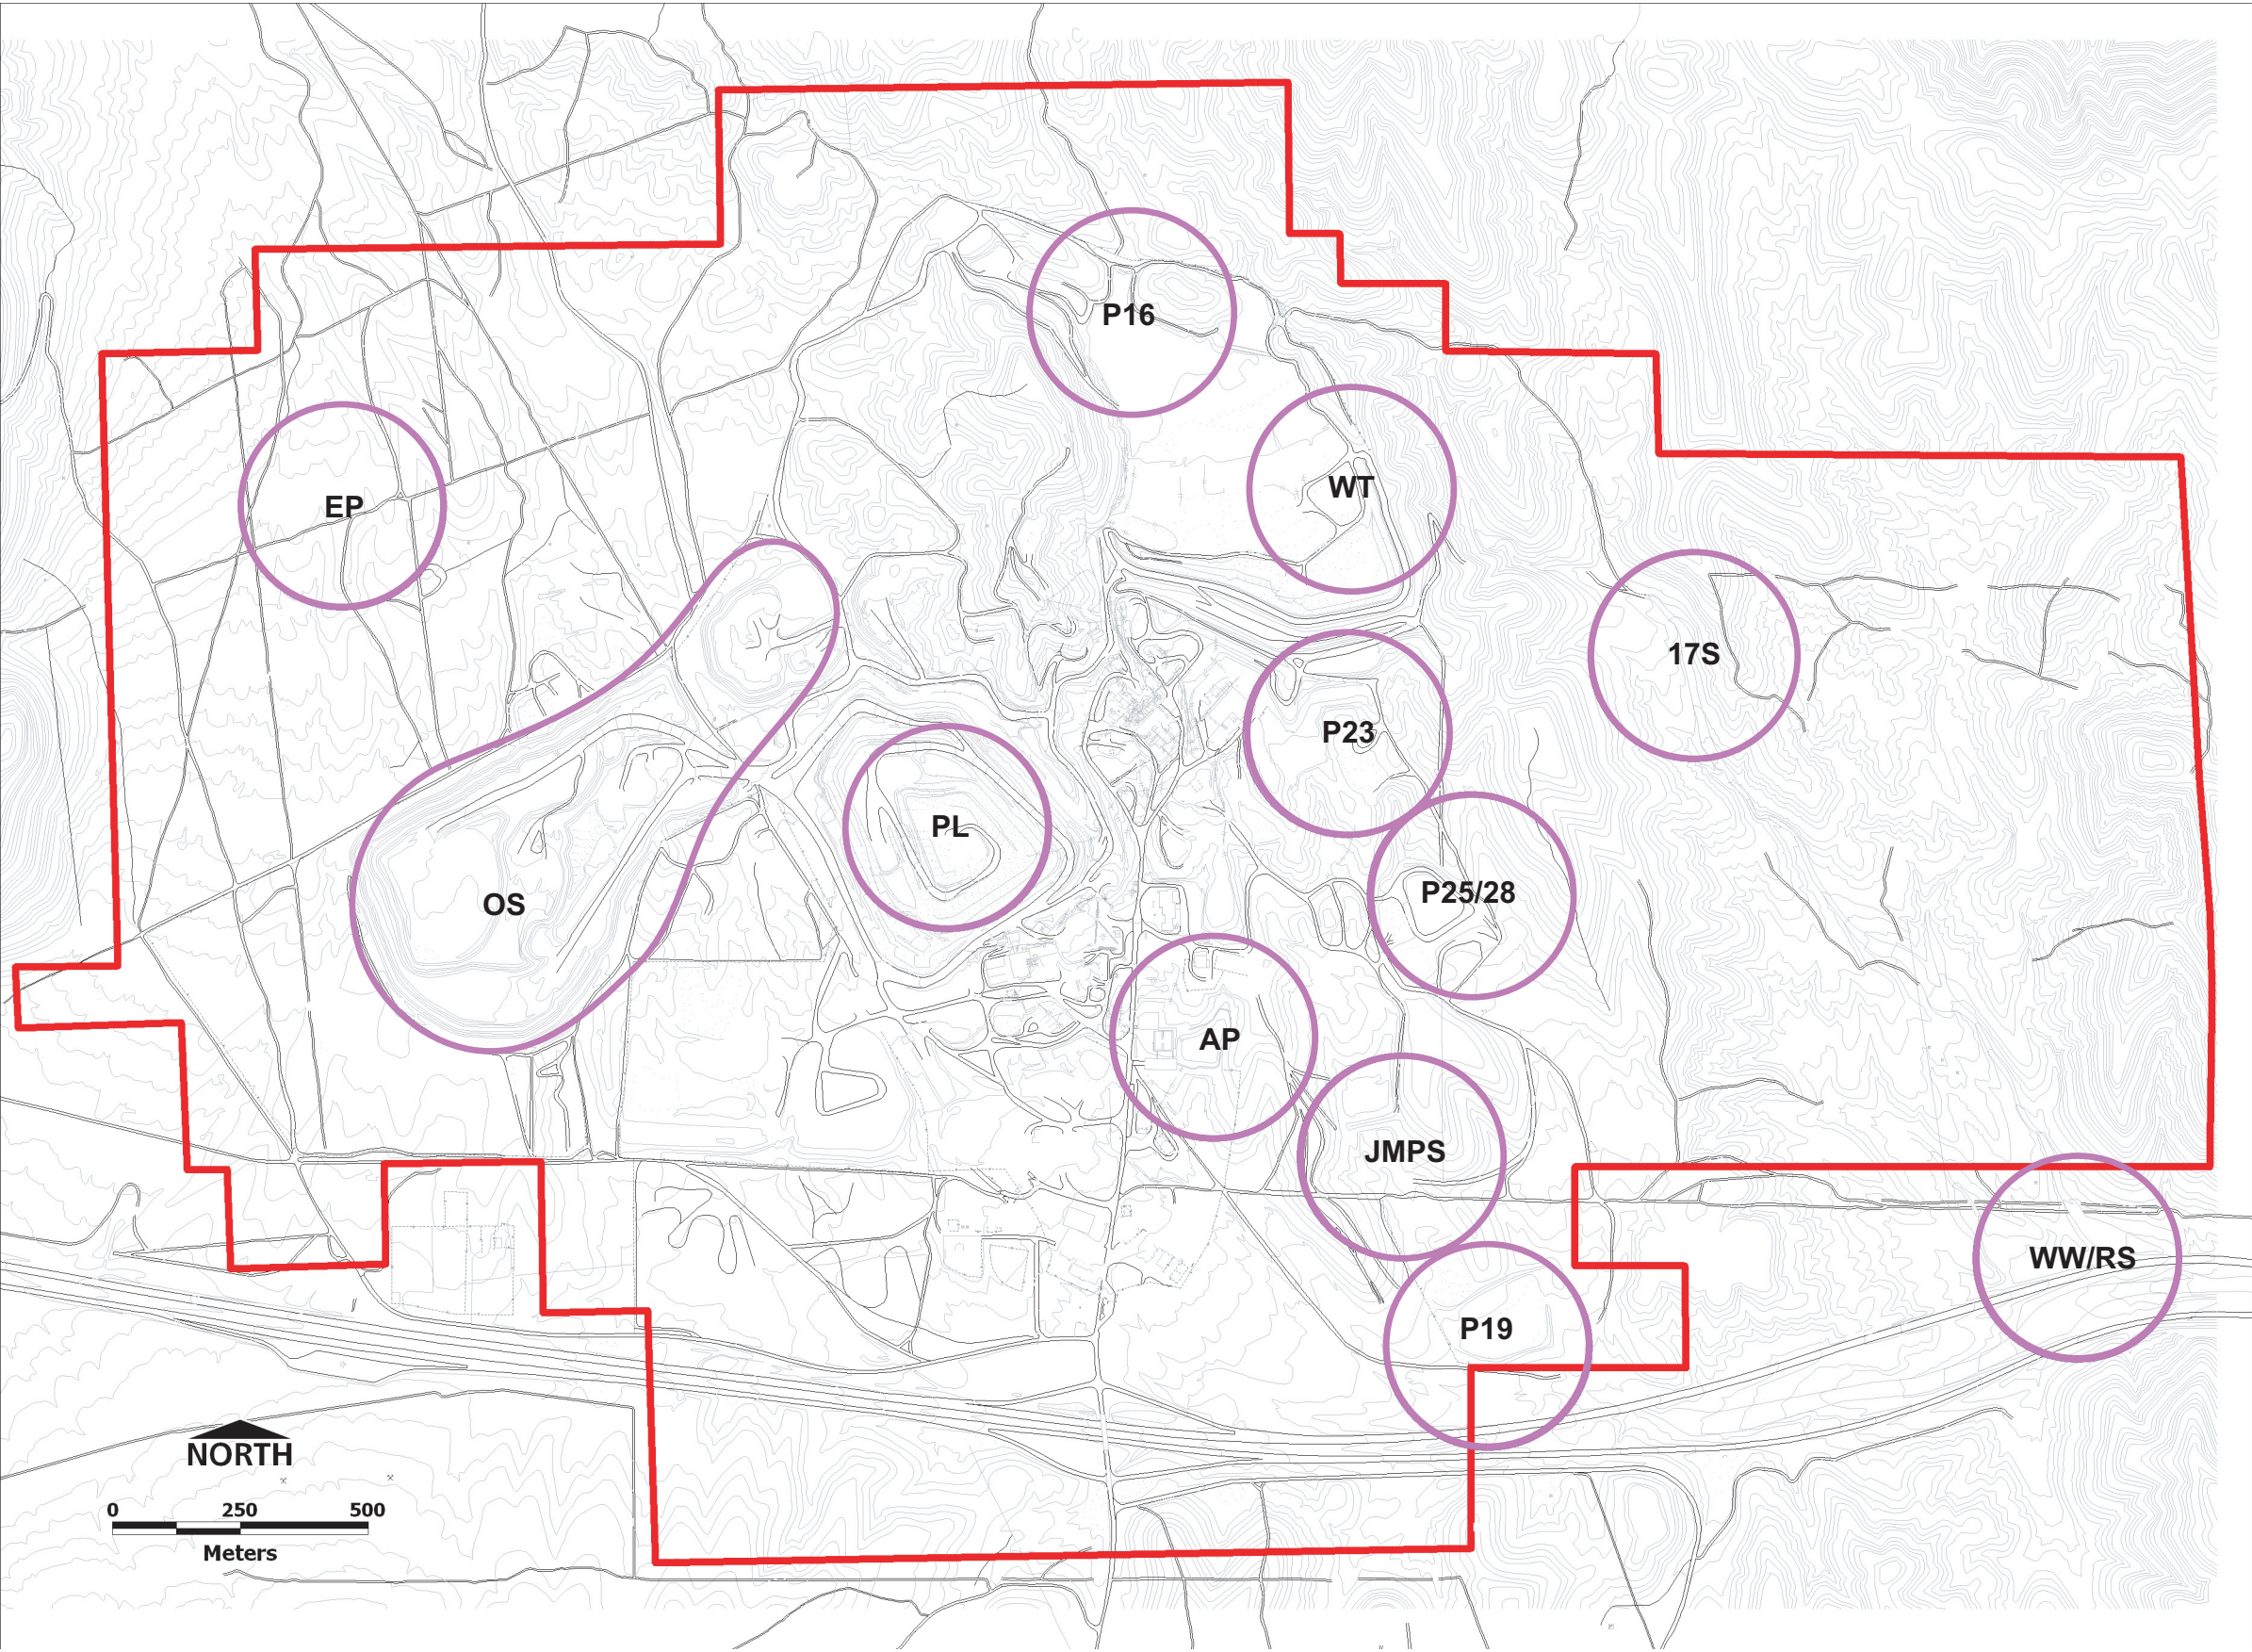 P16
WT
EP
17S
P23
PL
P25/28
OS
AP
JMPS
WW/RS
P19
NORTH
0 250 500
Meters